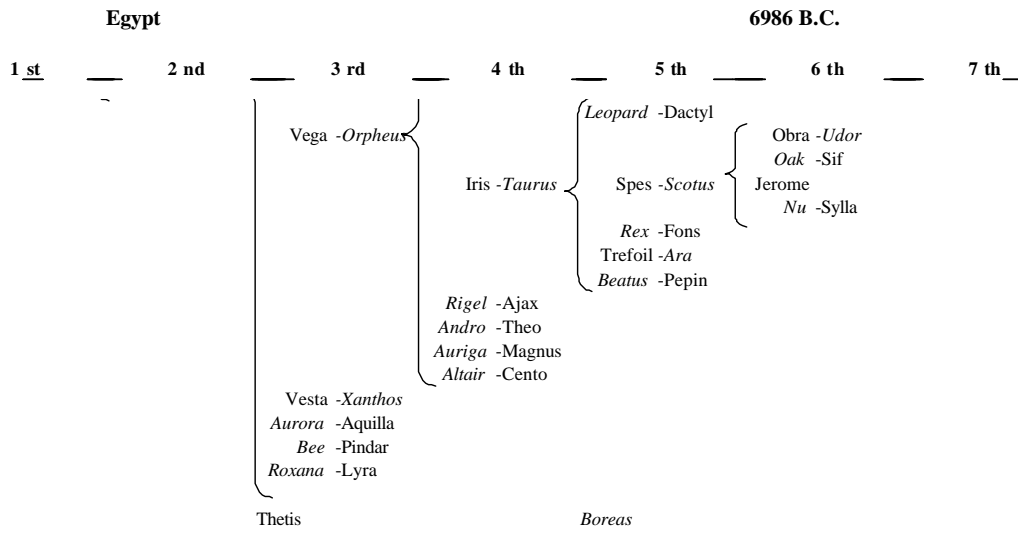 Egypt 6986 B.C.
1 st 2 nd 3 rd 4 th 5 th 6 th 7 th
Leopard -Dactyl
Vega -Orpheus Obra -Udor
Oak -Sif
Iris -Taurus Spes -Scotus Jerome
Nu -Sylla
Rex -Fons
Trefoil -Ara
Beatus -Pepin
Rigel -Ajax
Andro -Theo
Auriga -Magnus
Altair -Cento
Vesta -Xanthos
Aurora -Aquilla
Bee -Pindar
Roxana -Lyra
Thetis Boreas